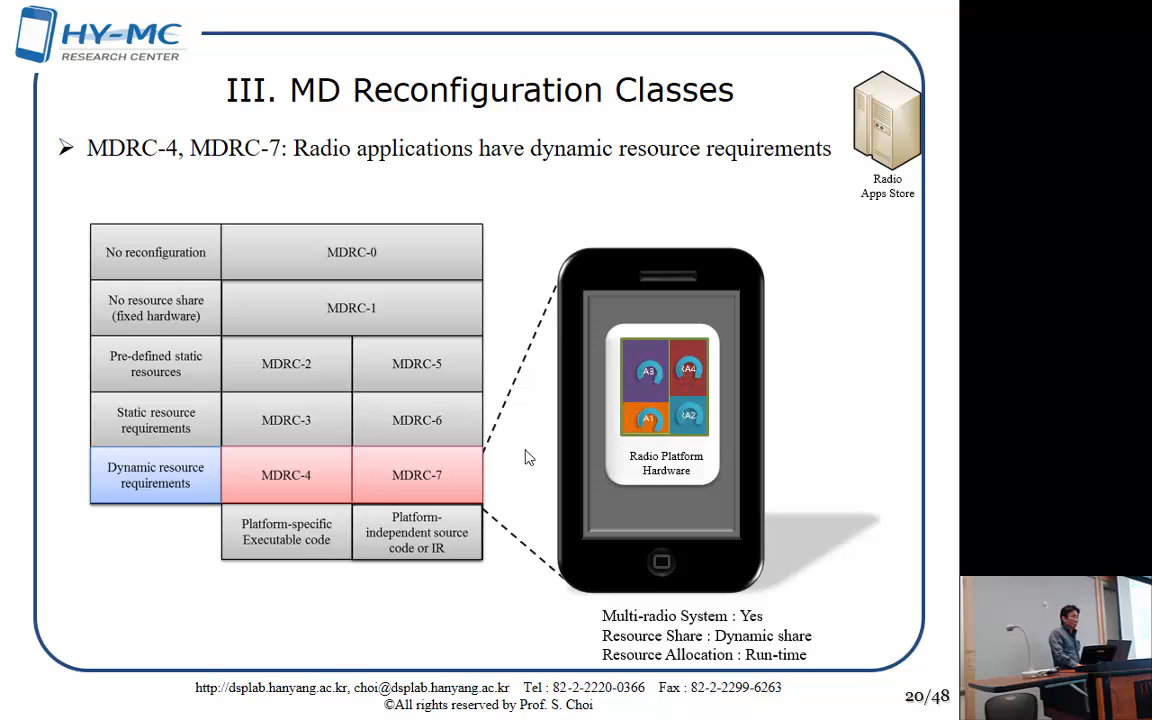 HY-MC
RESEARCH CENTER
III. MD Reconfiguration Classes
MDRC-4, MDRC-7: Radio applications have dynamic resource requirements
Radio
Apps Store
No reconfiguration
MDRC-0
No resource share
(fixed hardware)
MDRC-1
Pre-defined static
resources
MDRC-2
MDRC-5
Static resource
requirements
MDRC-3
MDRC-6
Dynamic resource
requirements
MDRC-4
MDRC-7
Platform-specific
Executable code
Platform-
independent source
code or IR
A3
A4
A1
A2
Radio Platform
Hardware
Multi-radio System : Yes
Resource Share : Dynamic share
Resource Allocation : Run-time
http://dsplab.hanyang.ac.kr, choi@dsplab.hanyang.ac.kr Tel : 82-2-2220-0366 Fax : 82-2-2299-6263
©All rights reserved by Prof. S. Choi
20/48